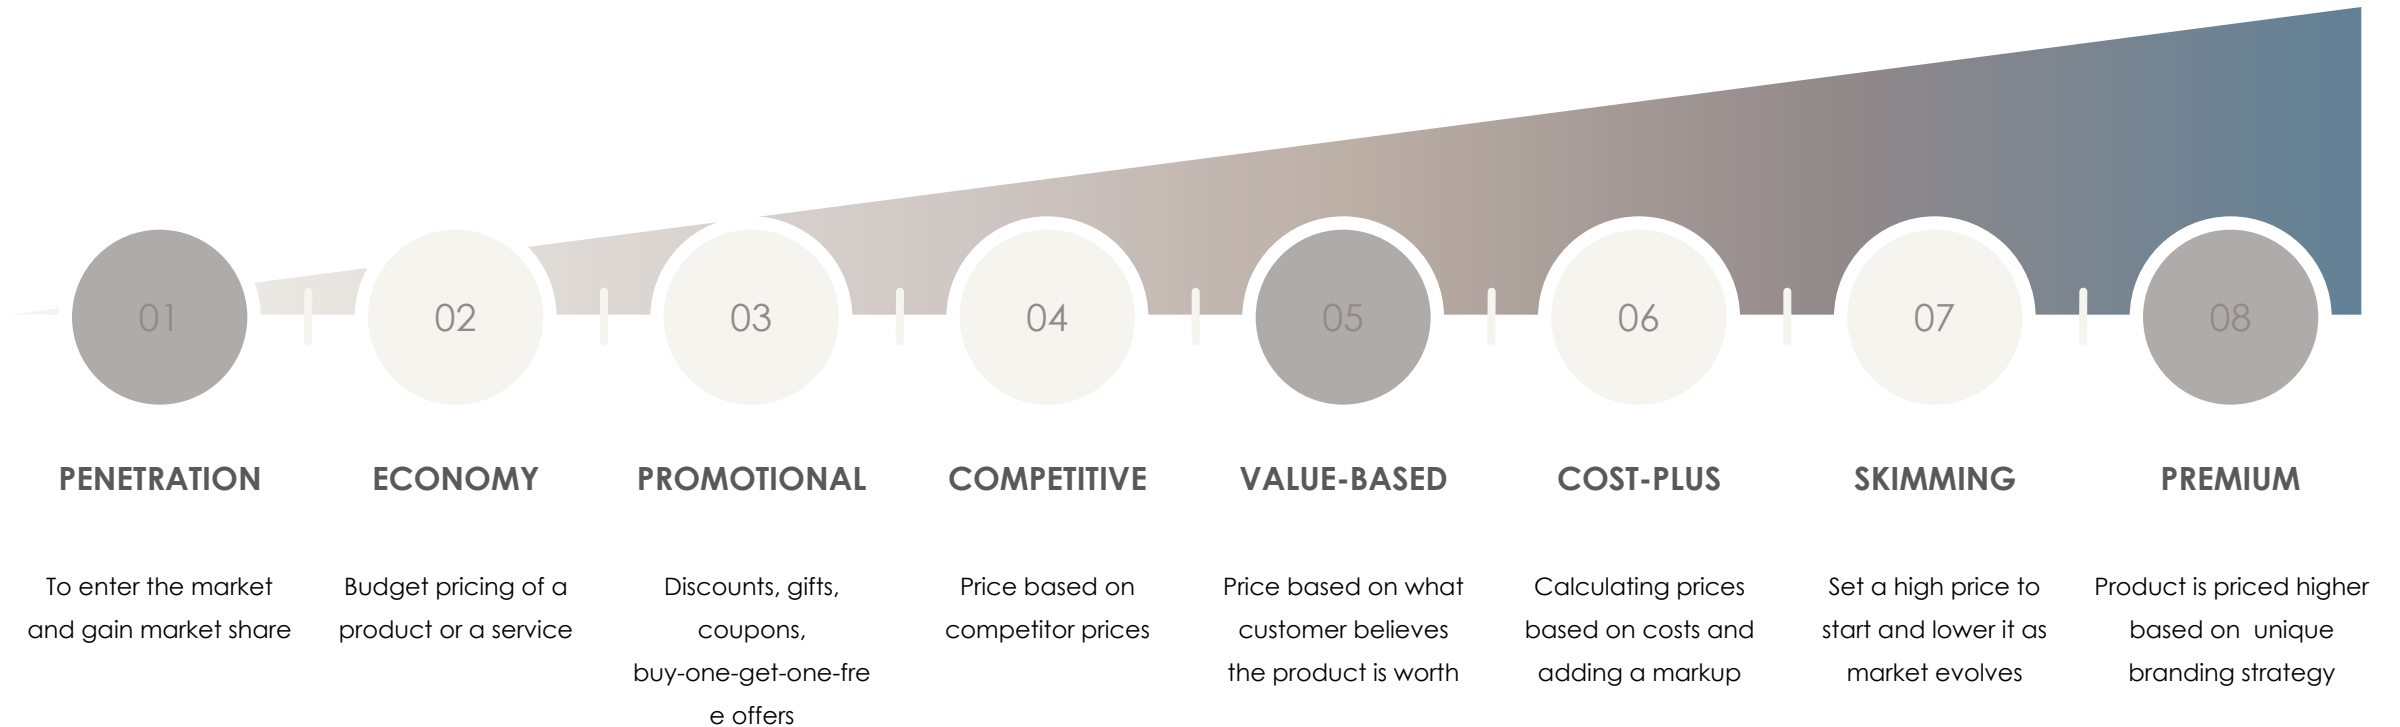 01
02
03
04
05
06
07
08
PENETRATION
ECONOMY
PROMOTIONAL
COMPETITIVE
VALUE-BASED
COST-PLUS
SKIMMING
PREMIUM
To enter the market
and gain market share
Budget pricing of a
product or a service
Discounts, gifts,
coupons,
buy-one-get-one-fre
e offers
Price based on
competitor prices
Price based on what
customer believes
the product is worth
Calculating prices
based on costs and
adding a markup
Set a high price to
start and lower it as
market evolves
Product is priced higher
based on  unique
branding strategy